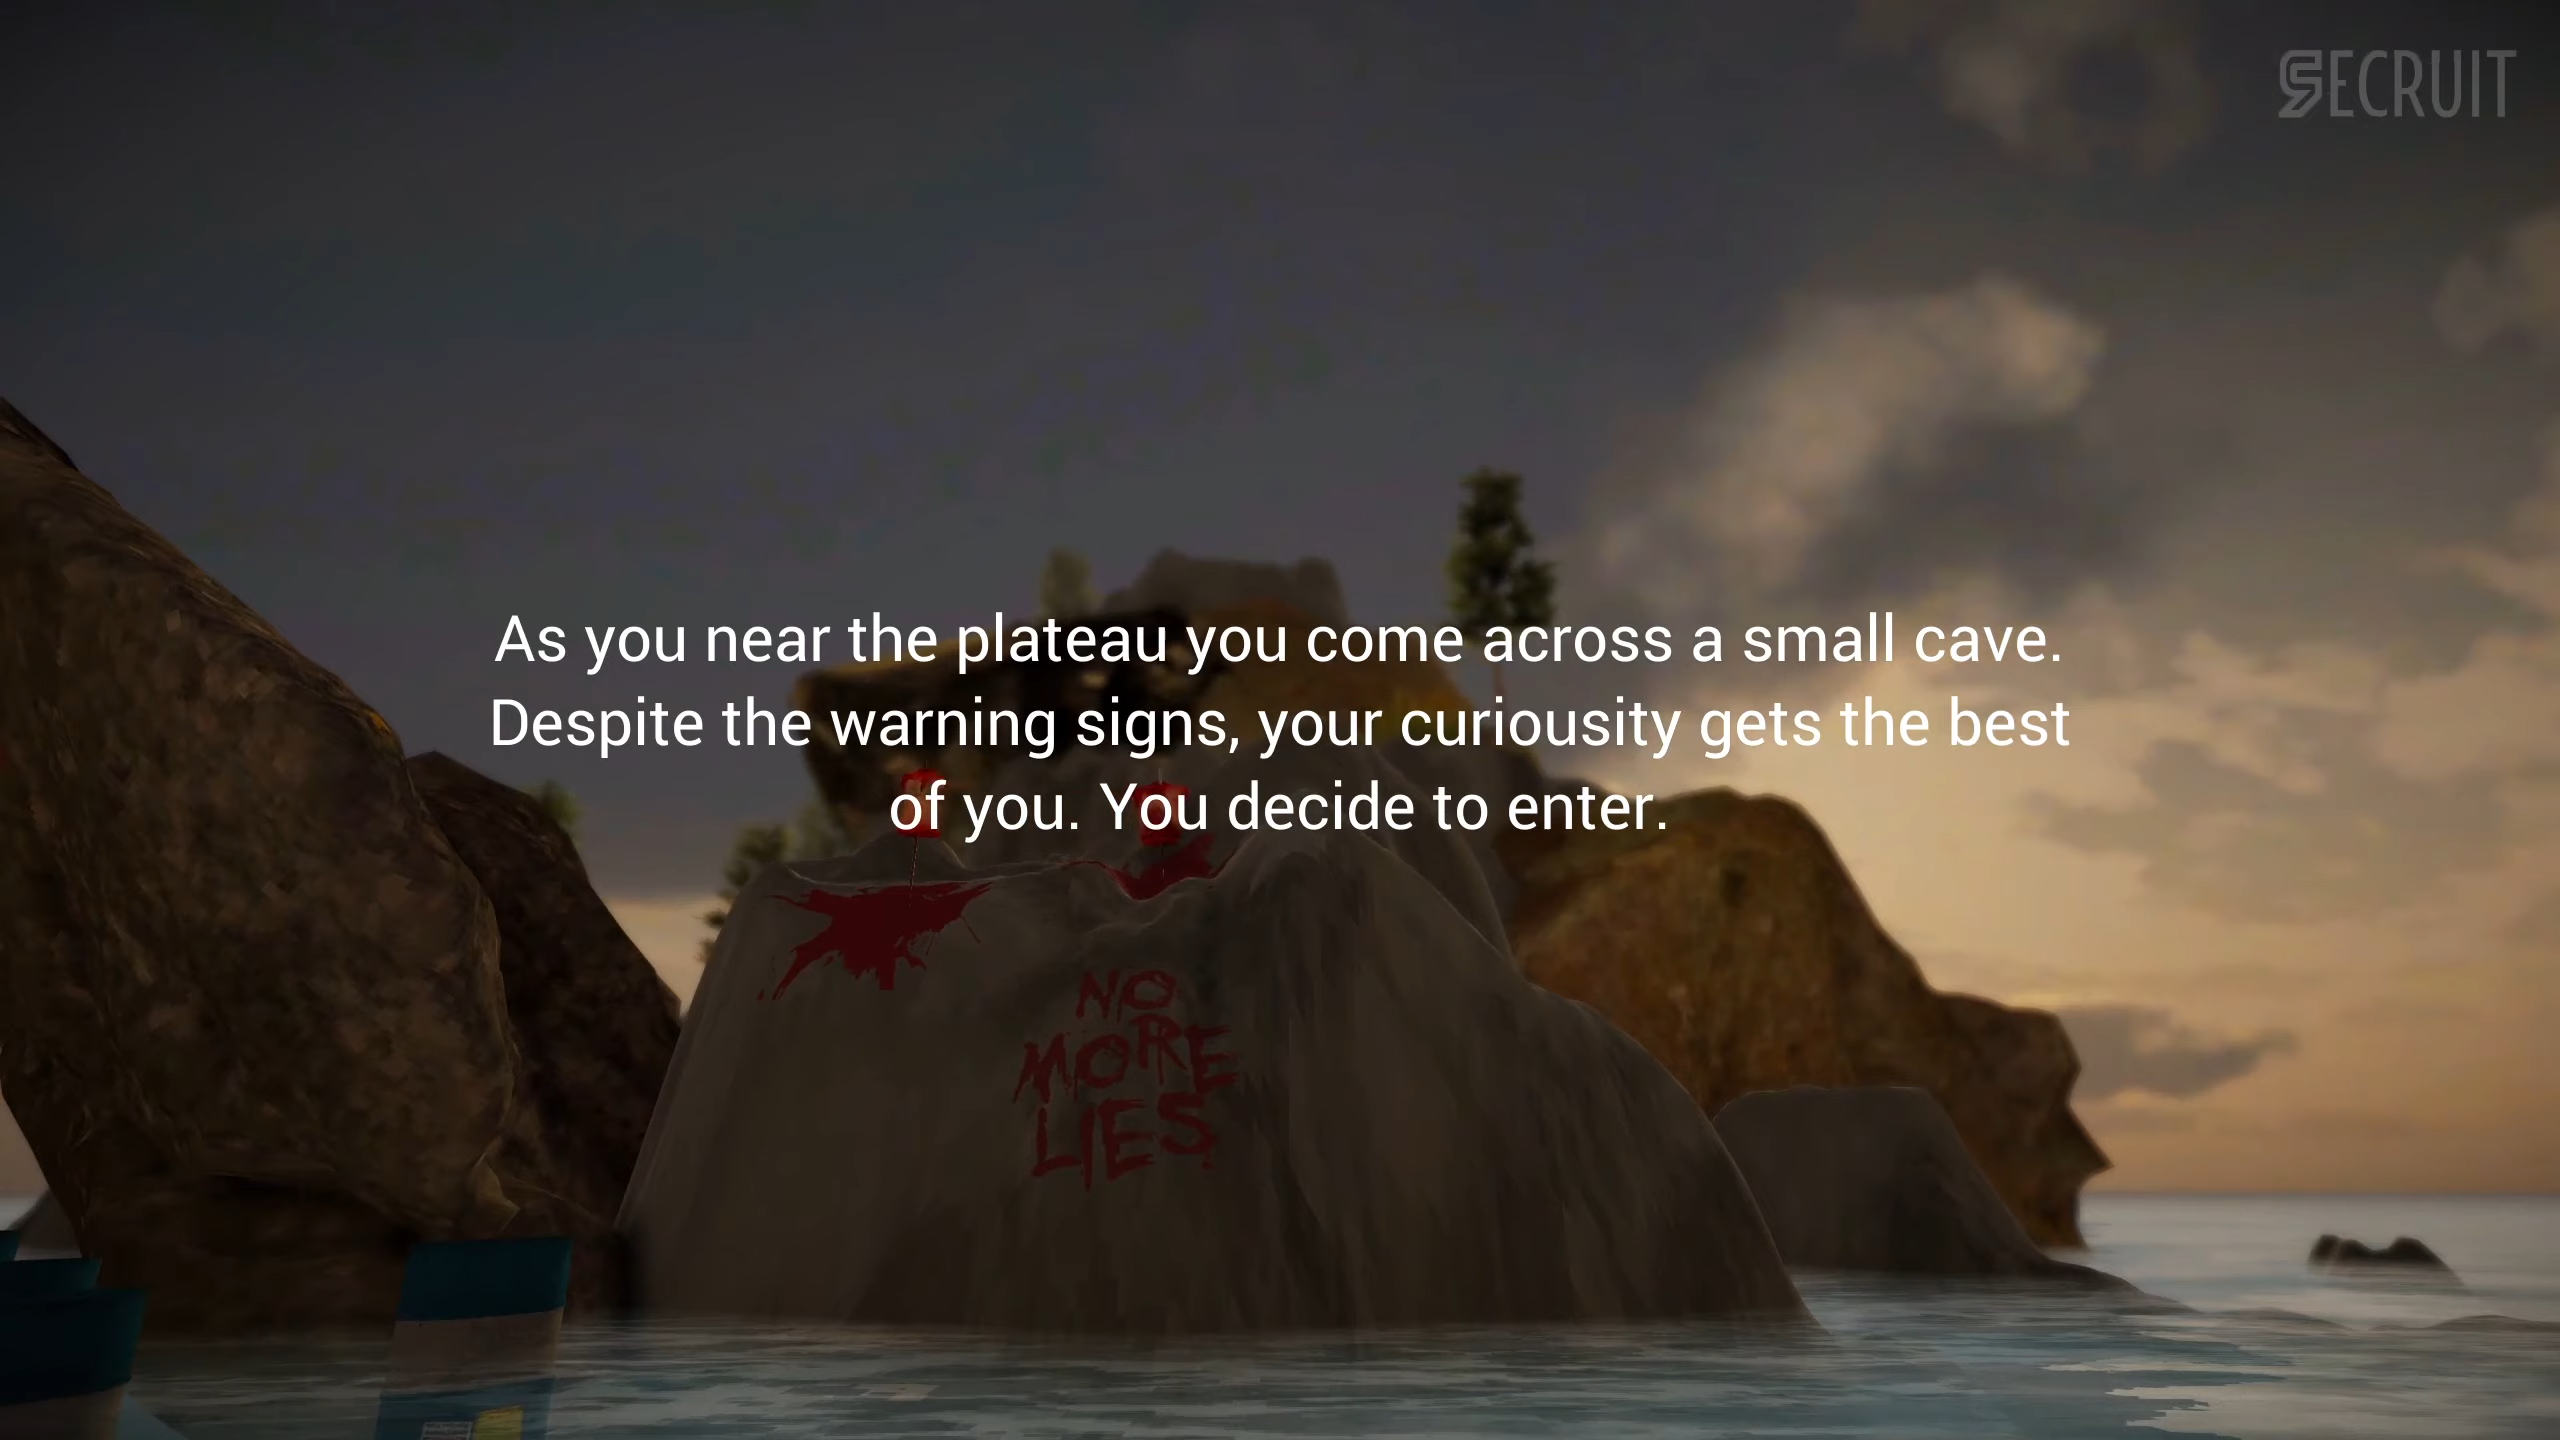 SECRUIT
As you near the plateau you come across a small cave.
Despite the warning signs, your curiousity gets the best
of you. You decide to enter.
NO
MORE
LIES